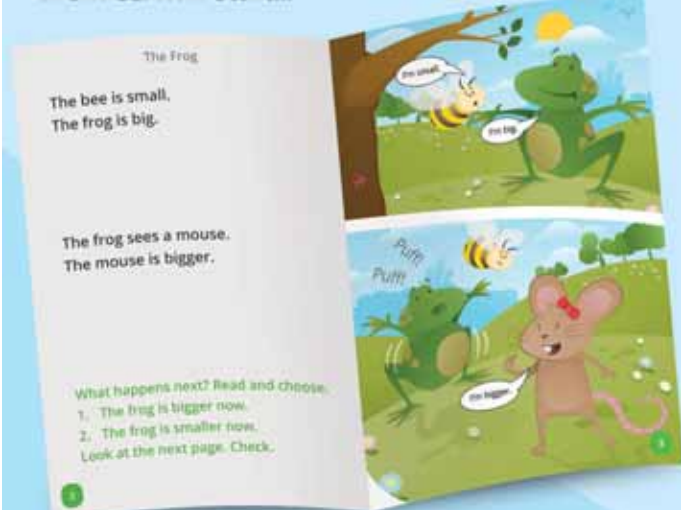 The Frog
The bee is small.
The frog is big.
The frog sees a mouse.
The mouse is bigger.
What happens next? Read and choose.
1. The frog is bigger now.
2. The frog is smaller now.
Look at the next page. Check.
I'm small.
I'm big.
Puff!
Puff!
I'm bigger.
3